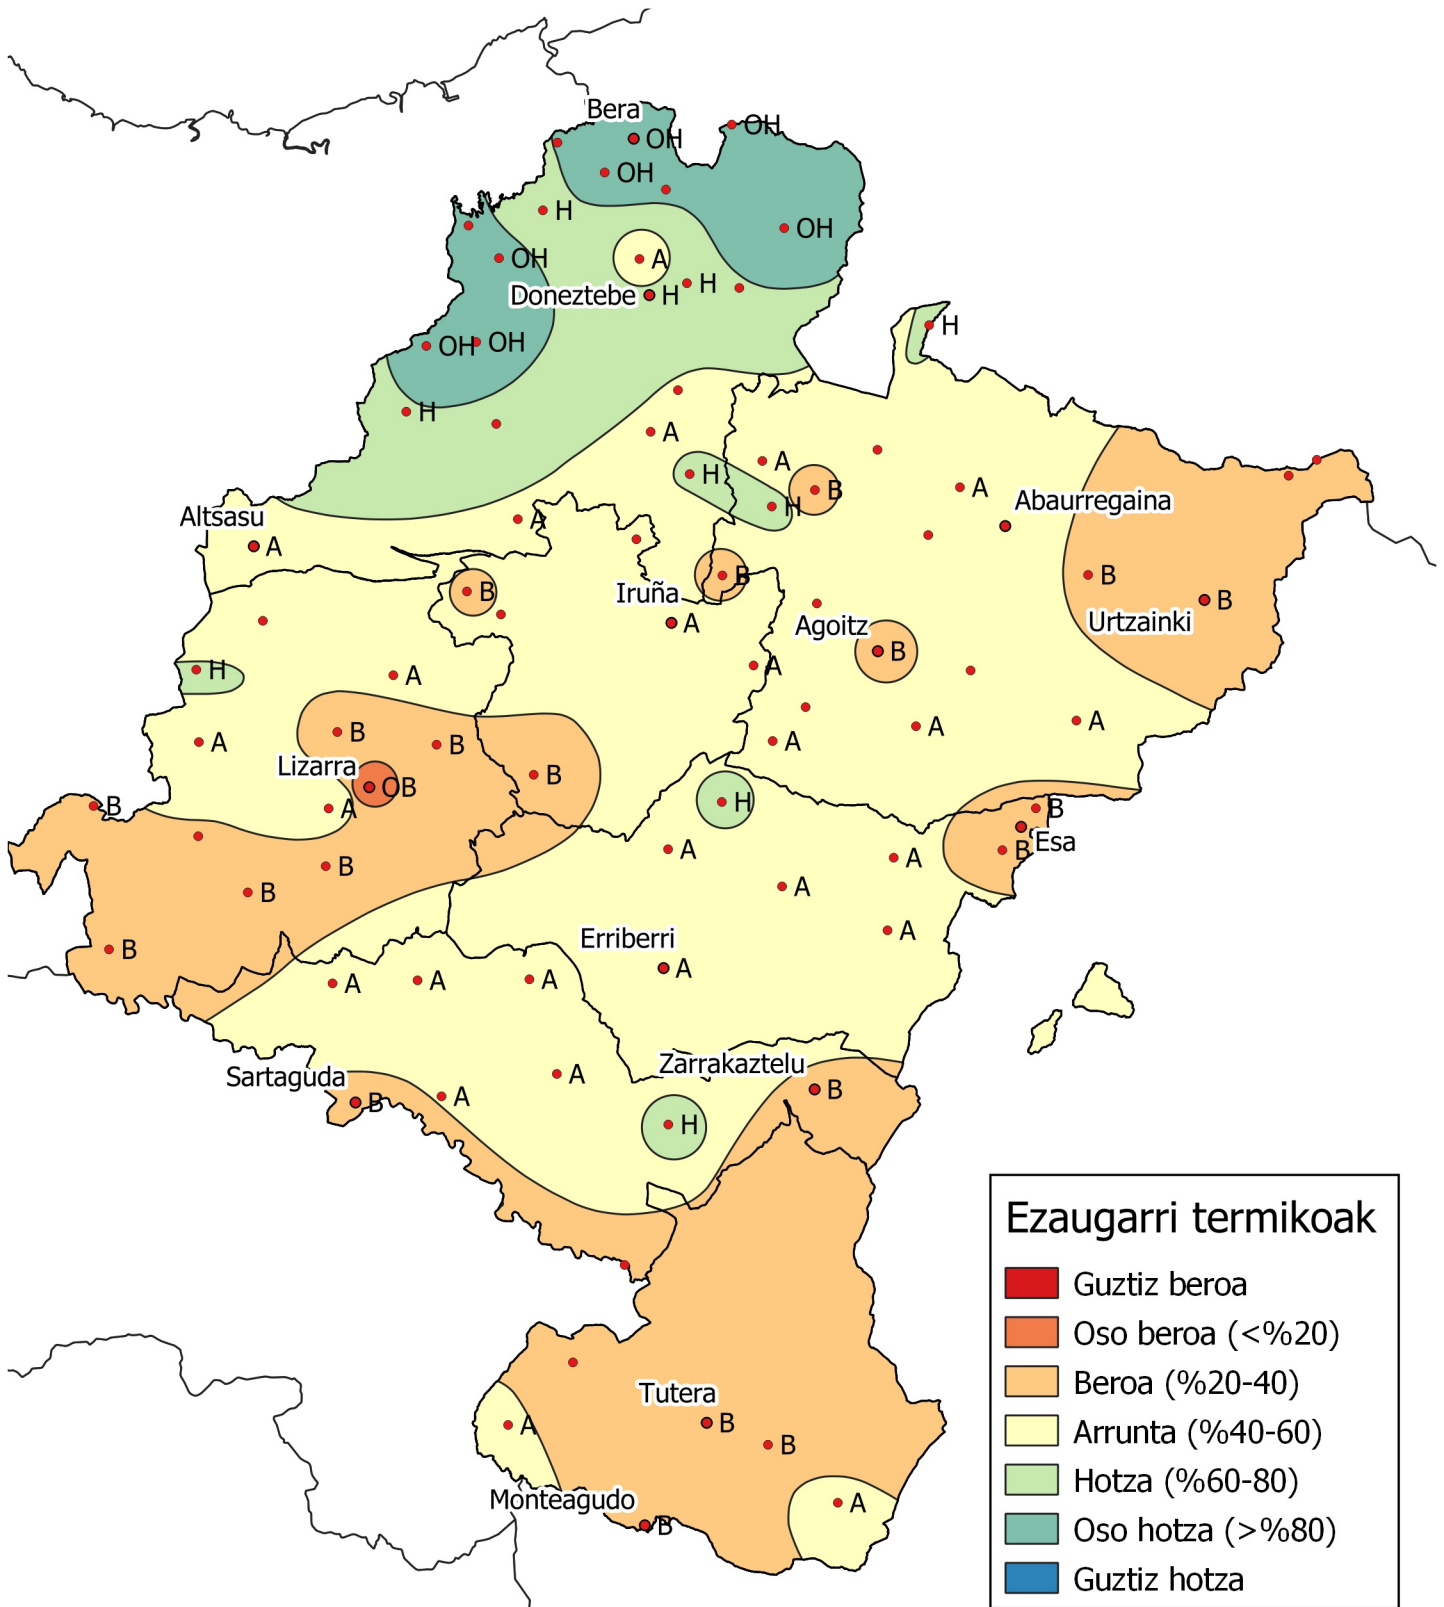 Bera
OH
OH
OH
H
OH
OH
A
Doneztebe
H
H
H
OH
OH
H
A
H
A
B
A
Abaurregaina
H
Altsasu
A
A
B
B
B
Iruña
A
Urtzainki
B
Agoitz
B
H
A
A
A
A
B
A
A
B
B
Lizarra
OB
B
A
B
H
B
Esa
B
A
A
B
A
B
A
B
Erriberri
A
A
A
A
Zarrakaztelu
B
Sartaguda
B
A
A
H
Ezaugarri termikoak
Guztiz beroa
Oso beroa (<%20)
Beroa (%20-40)
Arrunta (%40-60)
Hotza (%60-80)
Oso hotza (>%80)
Guztiz hotza
Tutera
B
A
B
Monteagudo
B
A